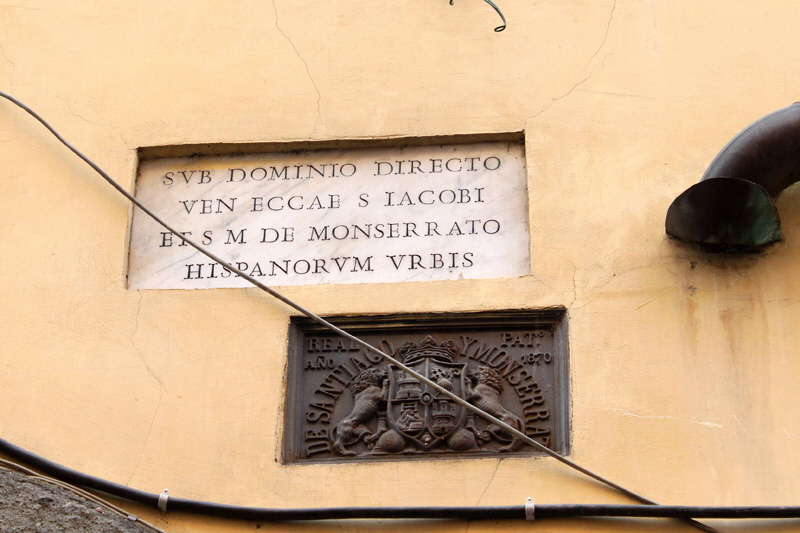 SVB DOMINIO DIRECTO
VEN ECCAE S IACOBI
ET S M DE MONSERRATO
HISPANORVM VRBIS
REAL PATº
AÑO 1870
DE SANTIAGO Y MONSERRAT